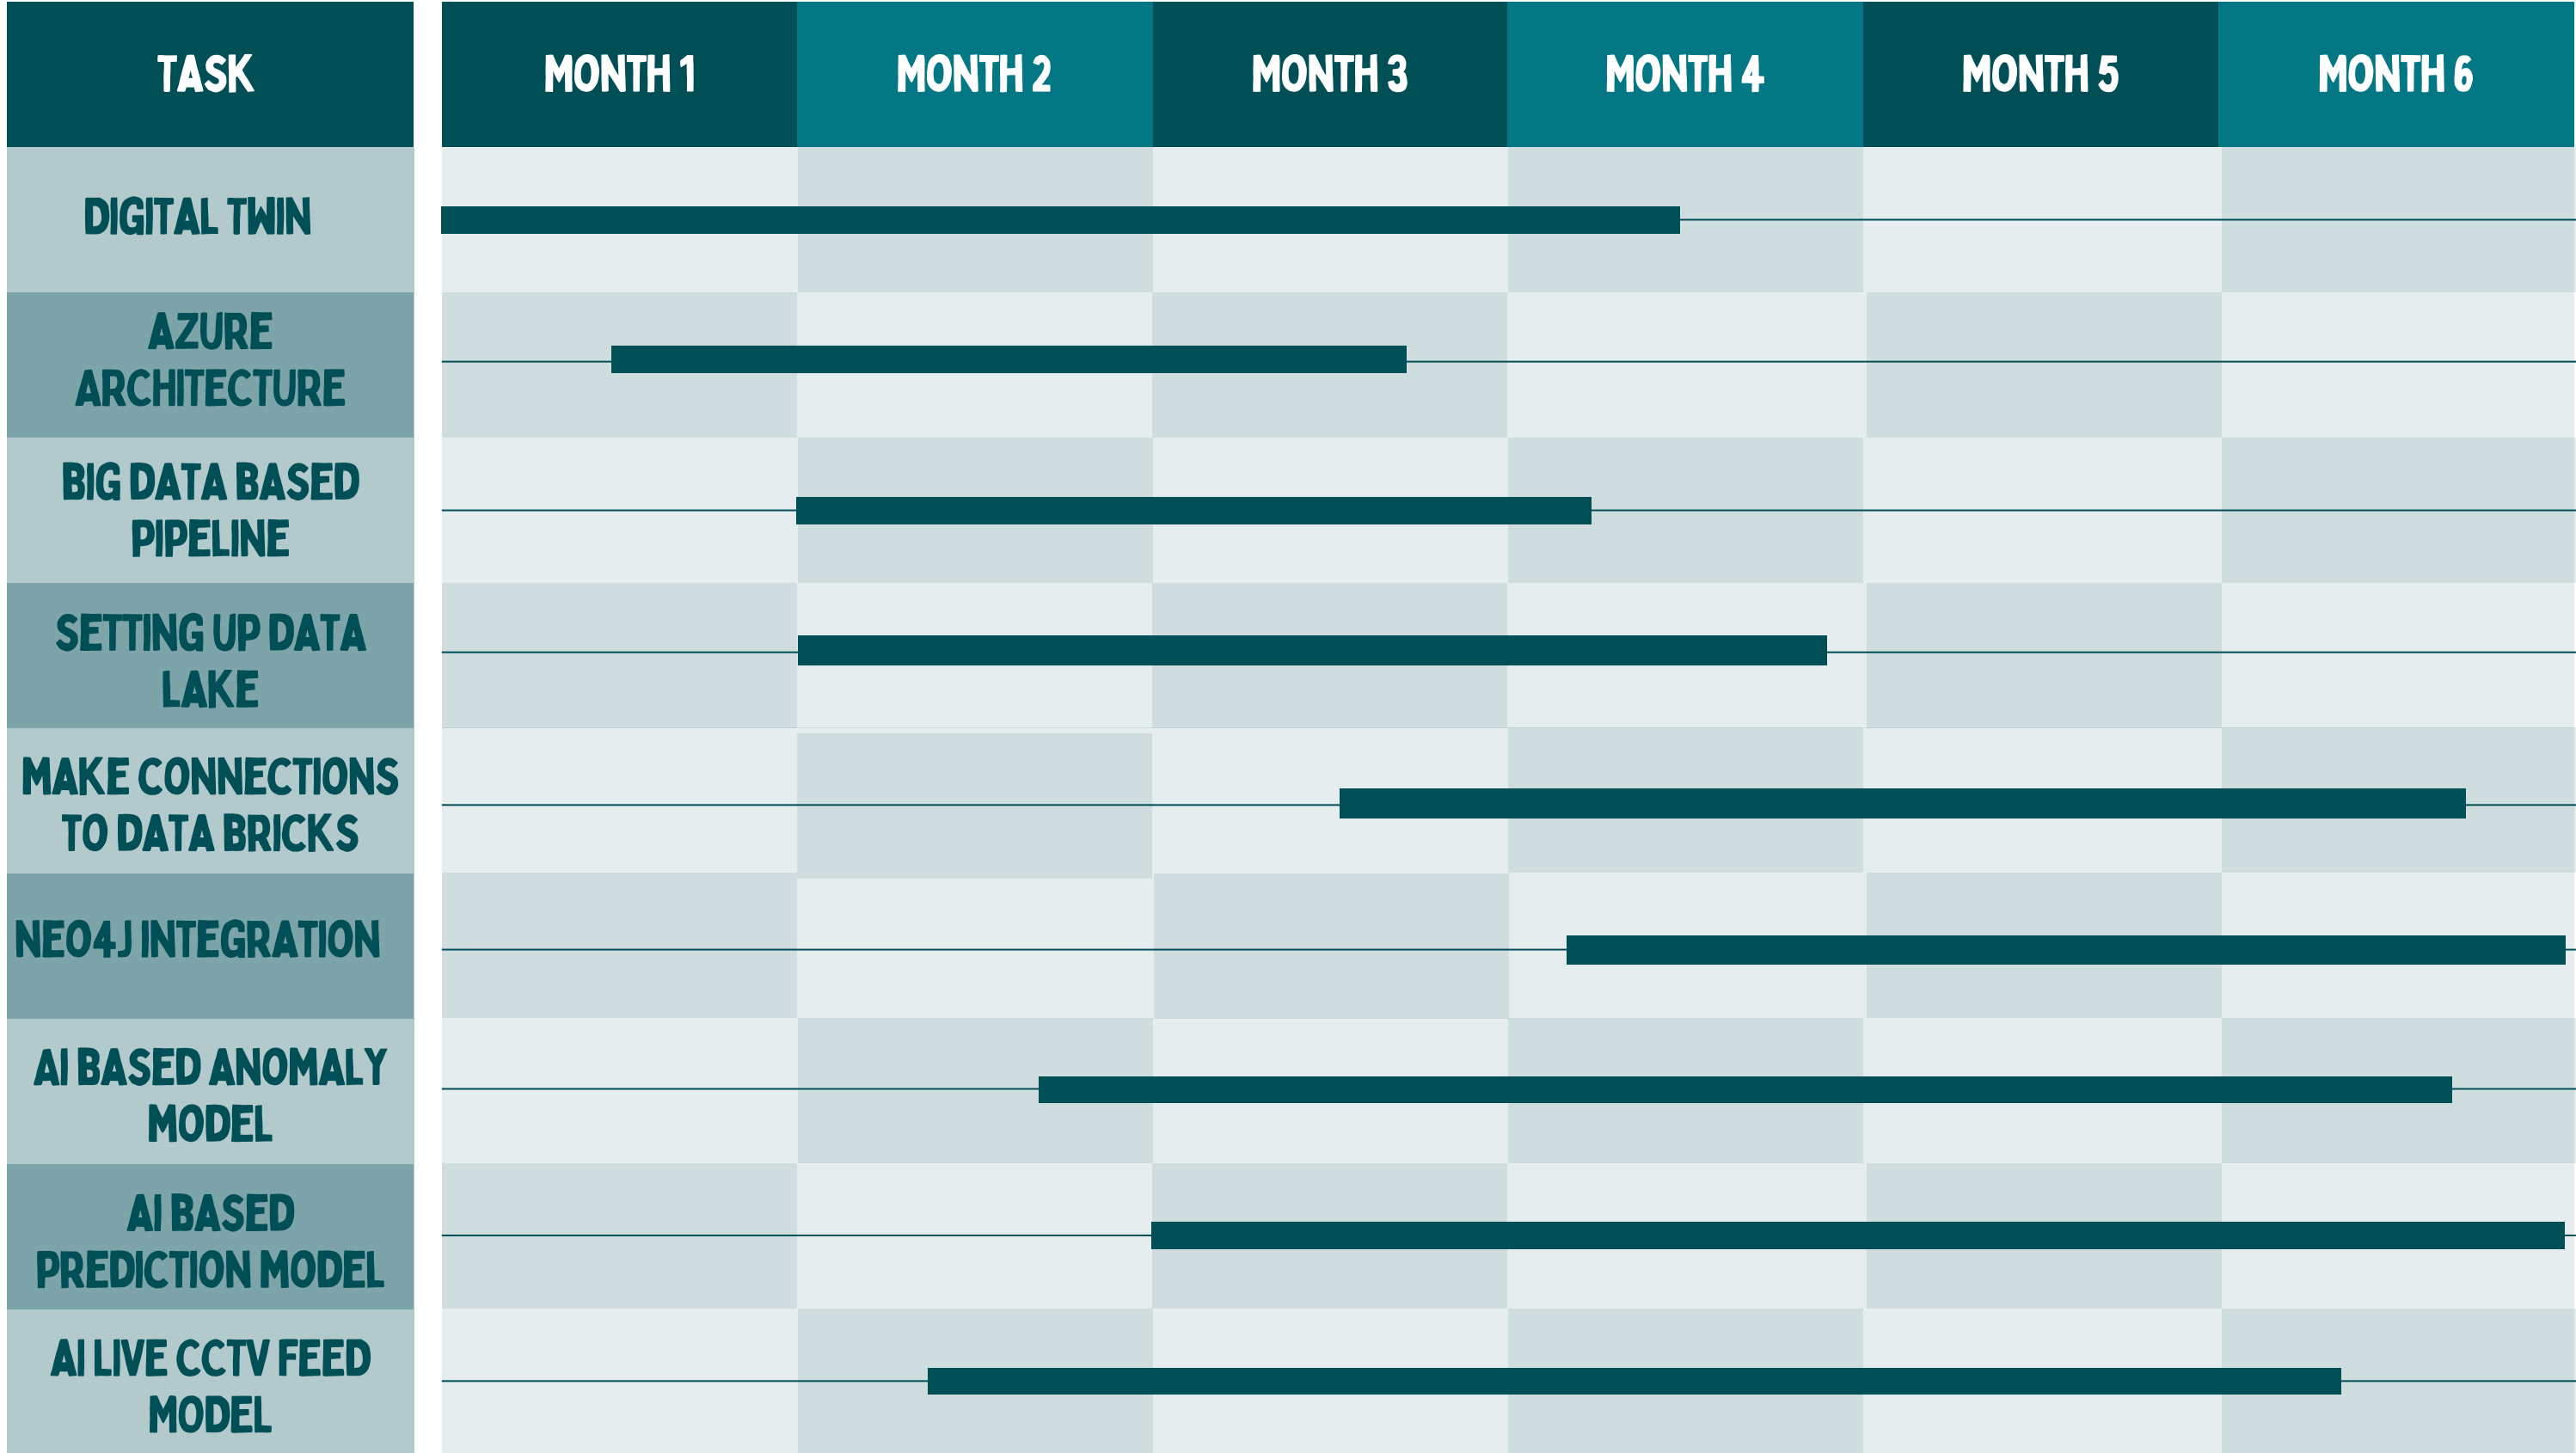 TASK
MONTH 1
MONTH 2
MONTH 3
MONTH 4
MONTH 5
MONTH 6
DIGITAL TWIN
AZURE
ARCHITECTURE
BIG DATA BASED
PIPELINE
SETTING UP DATA
LAKE
MAKE CONNECTIONS
TO DATA BRICKS
NEO4J INTEGRATION
AI BASED ANOMALY
MODEL
AI BASED
PREDICTION MODEL
AI LIVE CCTV FEED
MODEL